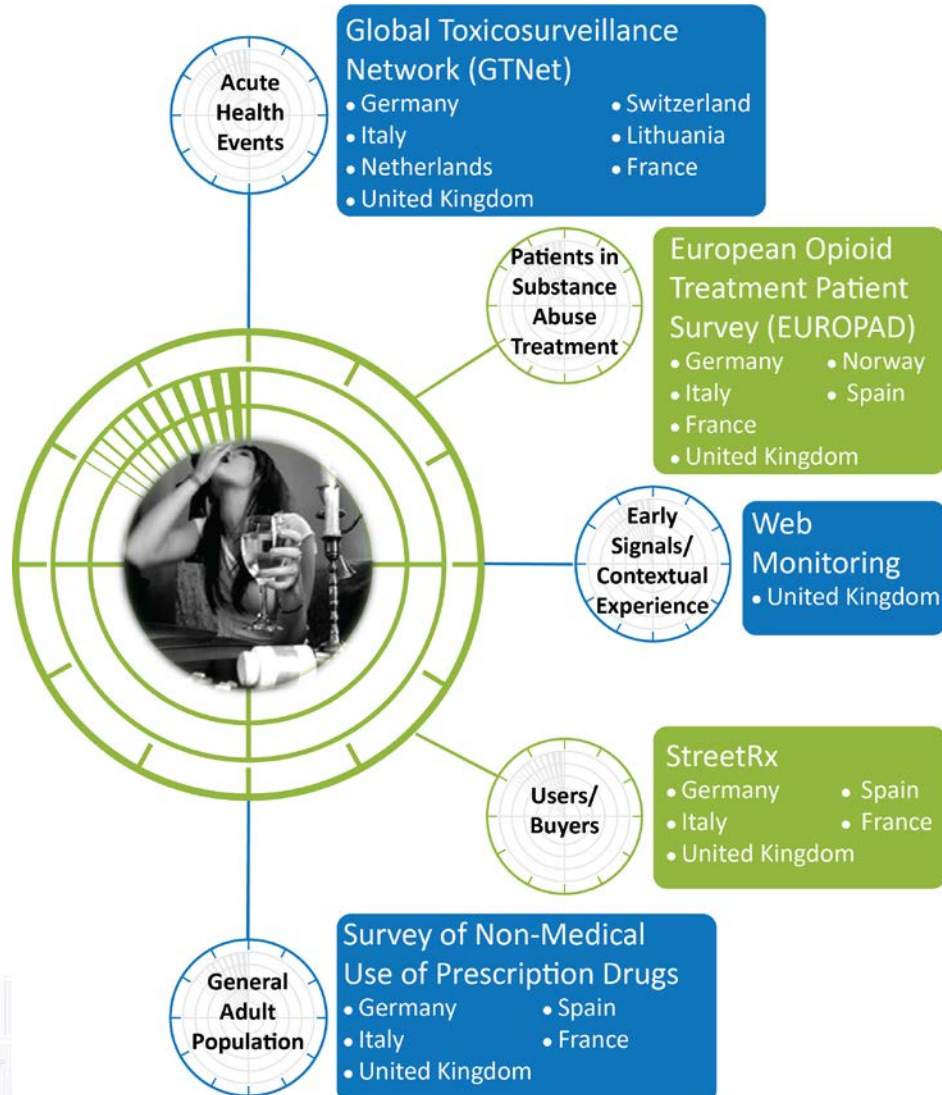 Acute
Health
Events
Global Toxicosurveillance
Network (GTNet)
• Germany
• Italy
• Netherlands
• United Kingdom
• Switzerland
• Lithuania
• France
Patients in
Substance
Abuse
Treatment
European Opioid
Treatment Patient
Survey (EUROPAD)
• Germany
• Italy
• France
• United Kingdom
• Norway
• Spain
Early
Signals/
Contextual
Experience
Web
Monitoring
• United Kingdom
Users/
Buyers
StreetRx
• Germany
• Italy
• United Kingdom
• Spain
• France
General
Adult
Population
Survey of Non-Medical
Use of Prescription Drugs
• Germany
• Italy
• United Kingdom
• Spain
• France